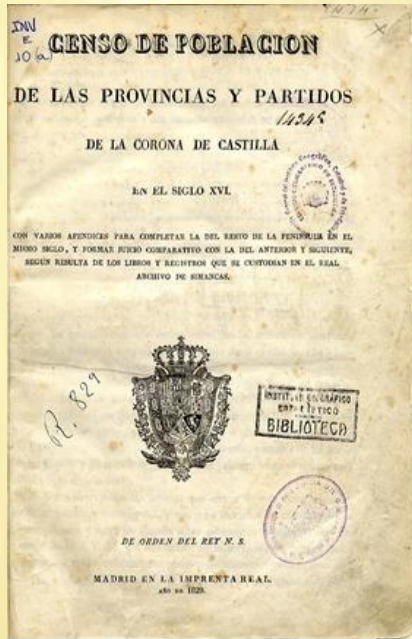 INV
E
10(a)
CENSO DE POBLACION
DE LAS PROVINCIAS Y PARTIDOS
DE LA CORONA DE CASTILLA
EN EL SIGLO XVI.
CON VARIOS APENDICES PARA COMPLETAR LA DEL RESTO DE LA PENINSULA EN EL
MISMO SIGLO, Y FORMAR JUICIO COMPARATIVO CON LA DEL ANTERIOR Y SIGUIENTE,
SEGUN RESULTA DE LOS LIBROS Y REGISTROS QUE SE CUSTODIAN EN EL REAL
ARCHIVO DE SIMANCAS.
R. 829
GEOGRÁFICO
BIBLIOTECA
DE ORDEN DEL REY N. S.
MADRID EN LA IMPRENTA REAL.
AÑO DE 1829.